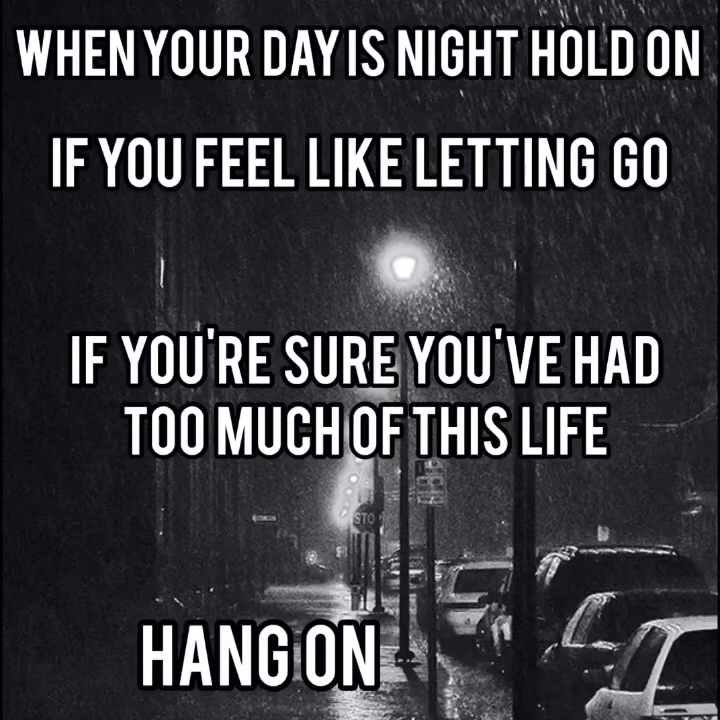 WHEN YOUR DAY IS NIGHT HOLD ON
IF YOU FEEL LIKE LETTING GO
IF YOU'RE SURE YOU'VE HAD
TOO MUCH OF THIS LIFE
STO
HANG ON